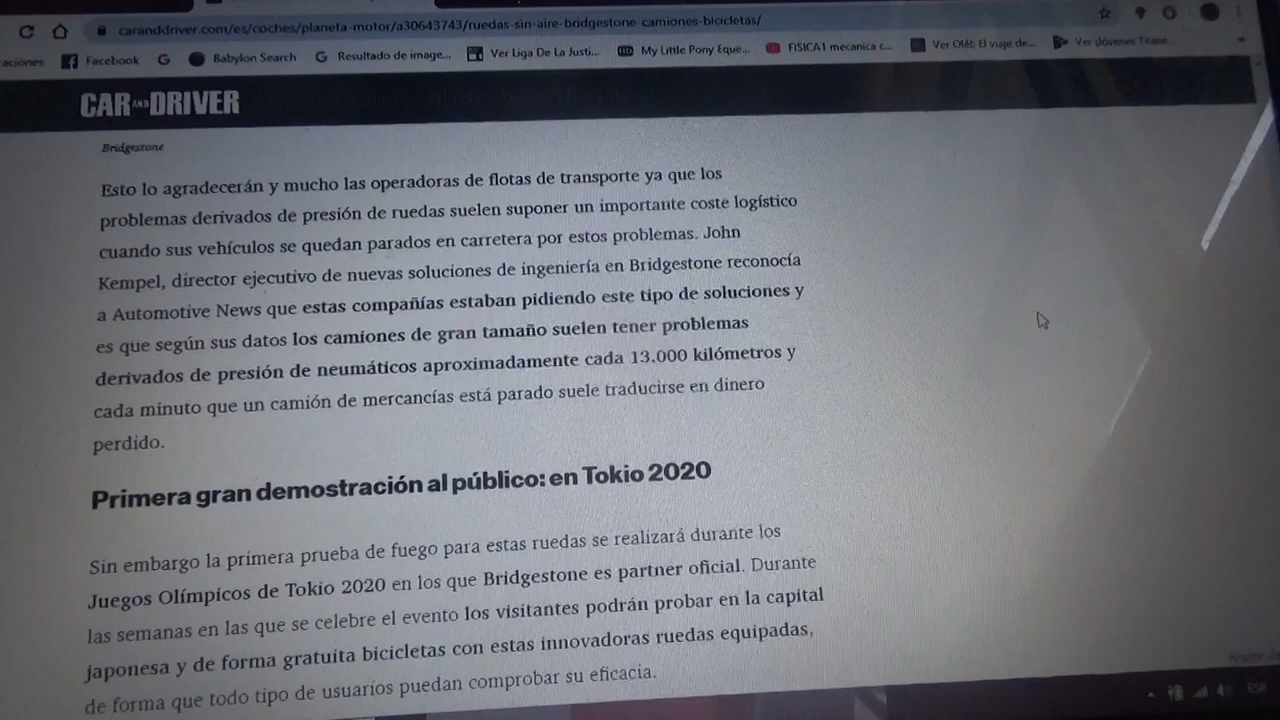 caranddriver.com/es/coches/planeta-motor/a30643743/ruedas-sin-aire-bridgestone-camiones-bicicletas/
aciones Facebook Babylon Search Resultado de image... Ver Liga De La Justi... My Little Pony Eque... FISICA1 mecanica c... Ver Olé!: El viaje de... Ver Jóvenes Titane...
CAR AND DRIVER
Bridgestone
Esto lo agradecerán y mucho las operadoras de flotas de transporte ya que los
problemas derivados de presión de ruedas suelen suponer un importante coste logístico
cuando sus vehículos se quedan parados en carretera por estos problemas. John
Kempel, director ejecutivo de nuevas soluciones de ingeniería en Bridgestone reconocía
a Automotive News que estas compañías estaban pidiendo este tipo de soluciones y
es que según sus datos los camiones de gran tamaño suelen tener problemas
derivados de presión de neumáticos aproximadamente cada 13.000 kilómetros y
cada minuto que un camión de mercancías está parado suele traducirse en dinero
perdido.
Primera gran demostración al público: en Tokio 2020
Sin embargo la primera prueba de fuego para estas ruedas se realizará durante los
Juegos Olímpicos de Tokio 2020 en los que Bridgestone es partner oficial. Durante
las semanas en las que se celebre el evento los visitantes podrán probar en la capital
japonesa y de forma gratuita bicicletas con estas innovadoras ruedas equipadas,
de forma que todo tipo de usuarios puedan comprobar su eficacia.
ESP